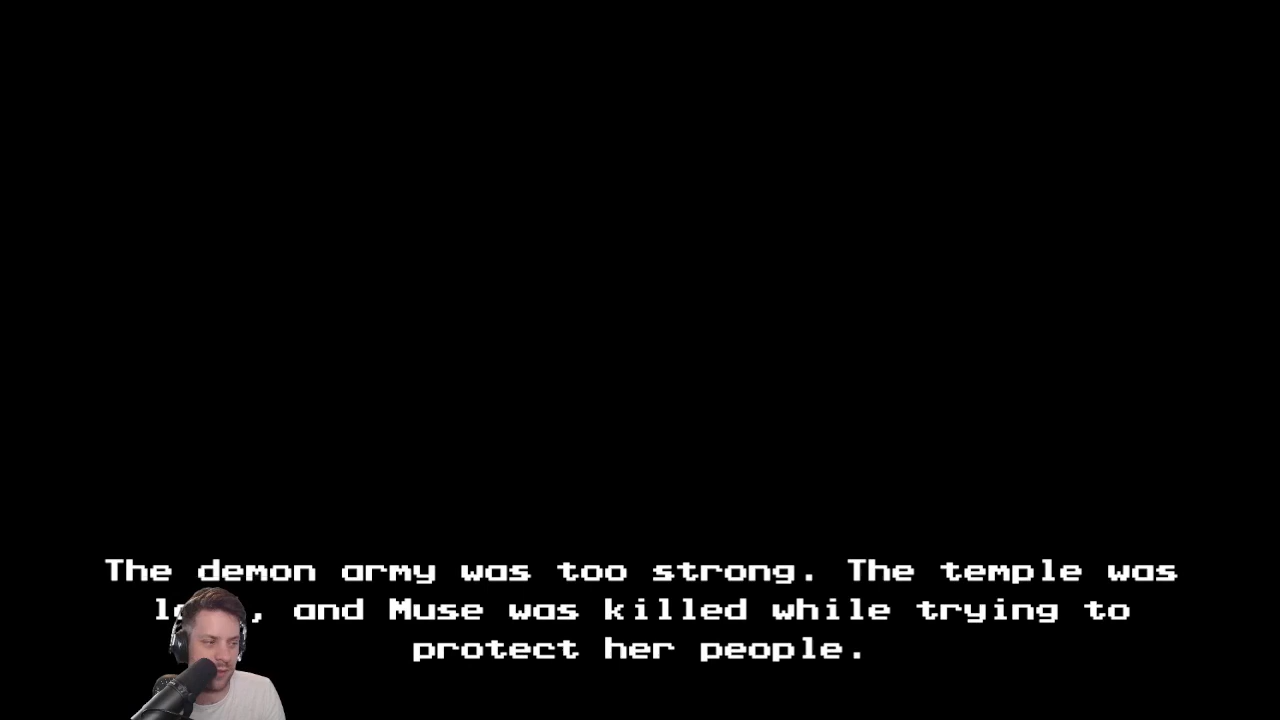 The demon army was too strong. The temple was
, and Muse was killed while trying to
protect her people.